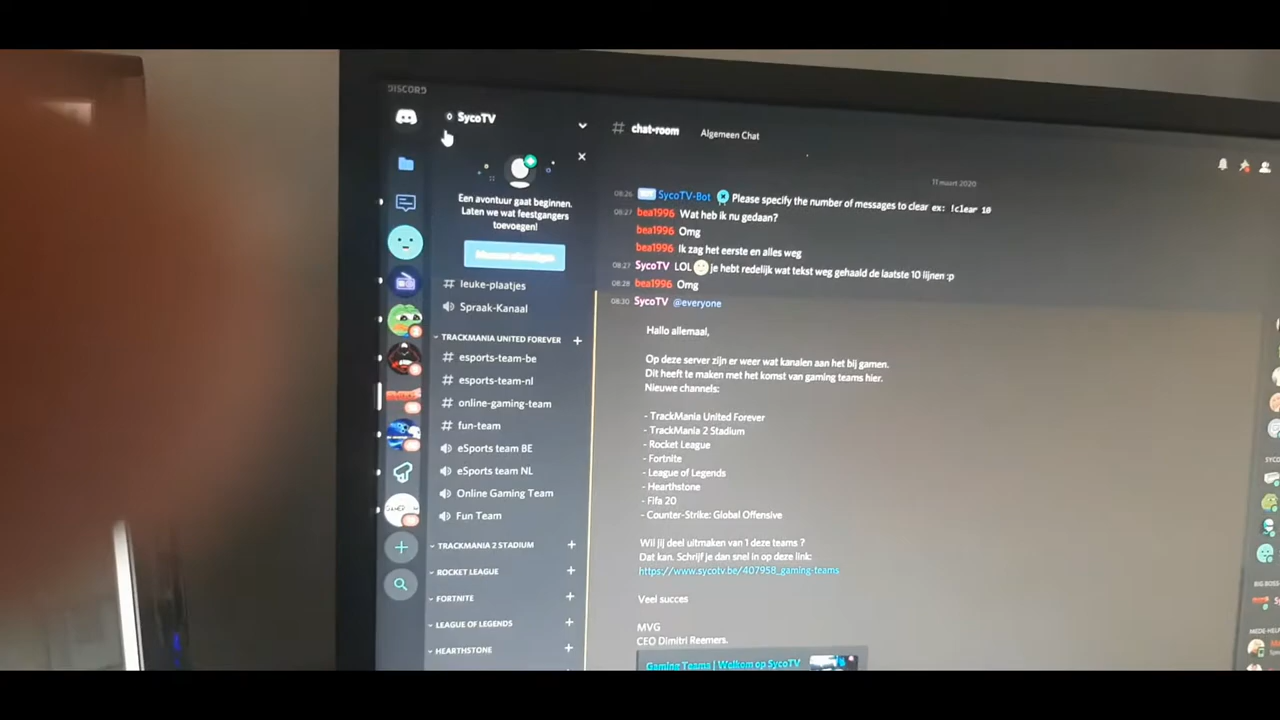 DISCORD
SycoTV
Een avontuur gaat beginnen.
Laten we wat feestgangers
toevoegen!
# leuke-plaatjes
Spraak-Kanaal
TRACKMANIA UNITED FOREVER +
# esports-team-be
# esports-team-nl
# online-gaming-team
# fun-team
eSports team BE
eSports team NL
Online Gaming Team
Fun Team
TRACKMANIA 2 STADIUM +
ROCKET LEAGUE +
FORTNITE +
LEAGUE OF LEGENDS +
HEARTHSTONE +
# chat-room Algemeen Chat
11 maart 2020
08:26 BOT SycoTV-Bot Please specify the number of messages to clear ex: !clear 10
08:27 bea1996 Wat heb ik nu gedaan?
bea1996 Omg
bea1996 Ik zag het eerste en alles weg
08:27 SycoTV LOL je hebt redelijk wat tekst weg gehaald de laatste 10 lijnen :p
08:28 bea1996 Omg
08:30 SycoTV @everyone
Hallo allemaal,
Op deze server zijn er weer wat kanalen aan het bij gamen.
Dit heeft te maken met het komst van gaming teams hier.
Nieuwe channels:
- TrackMania United Forever
- TrackMania 2 Stadium
- Rocket League
- Fortnite
- League of Legends
- Hearthstone
- Fifa 20
- Counter-Strike: Global Offensive
Wil jij deel uitmaken van 1 deze teams ?
Dat kan. Schrijf je dan snel in op deze link:
https://www.sycotv.be/407958_gaming-teams
Veel succes
MVG
CEO Dimitri Reemers.
Gaming Teams | Welkom op SycoTV